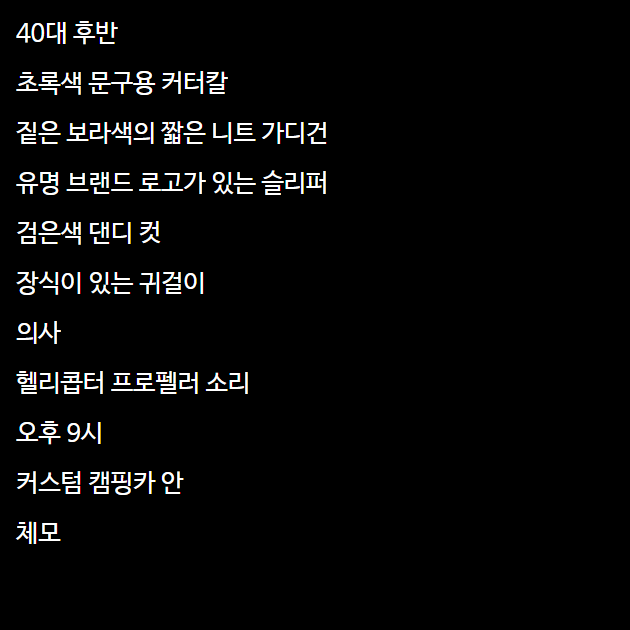 40대 후반
초록색 문구용 커터칼
짙은 보라색의 짧은 니트 가디건
유명 브랜드 로고가 있는 슬리퍼
검은색 댄디 컷
장식이 있는 귀걸이
의사
헬리콥터 프로펠러 소리
오후 9시
커스텀 캠핑카 안
체모